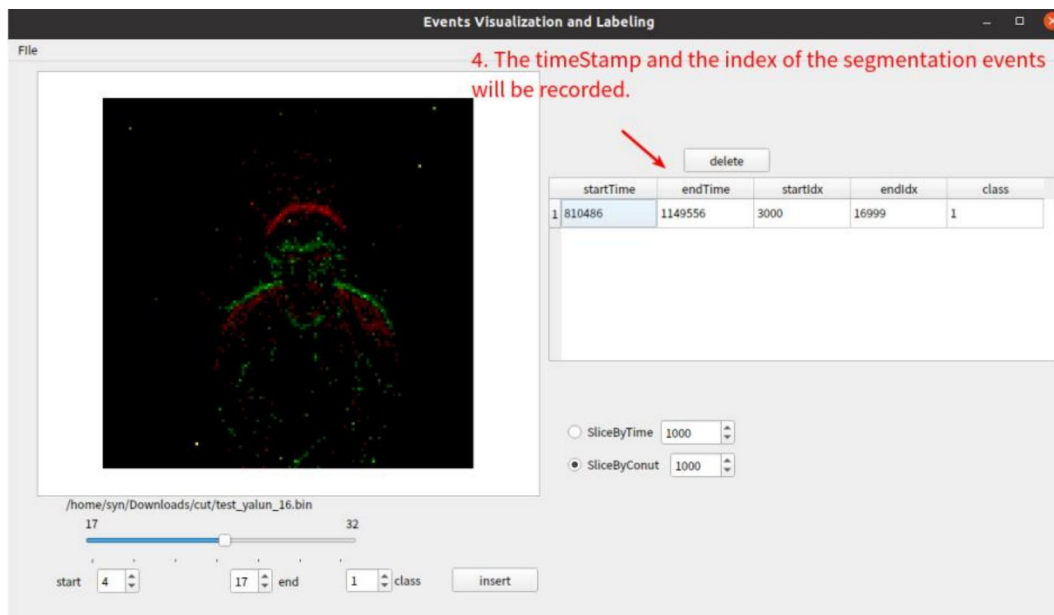 Events Visualization and Labeling
FIle
4. The timeStamp and the index of the segmentation events
will be recorded.
delete
startTime endTime startIdx endIdx class
1 810486 1149556 3000 16999 1
SliceByTime 1000
SliceByConut 1000
/home/syn/Downloads/cut/test_yalun_16.bin
17 32
start 4 17 end 1 class insert